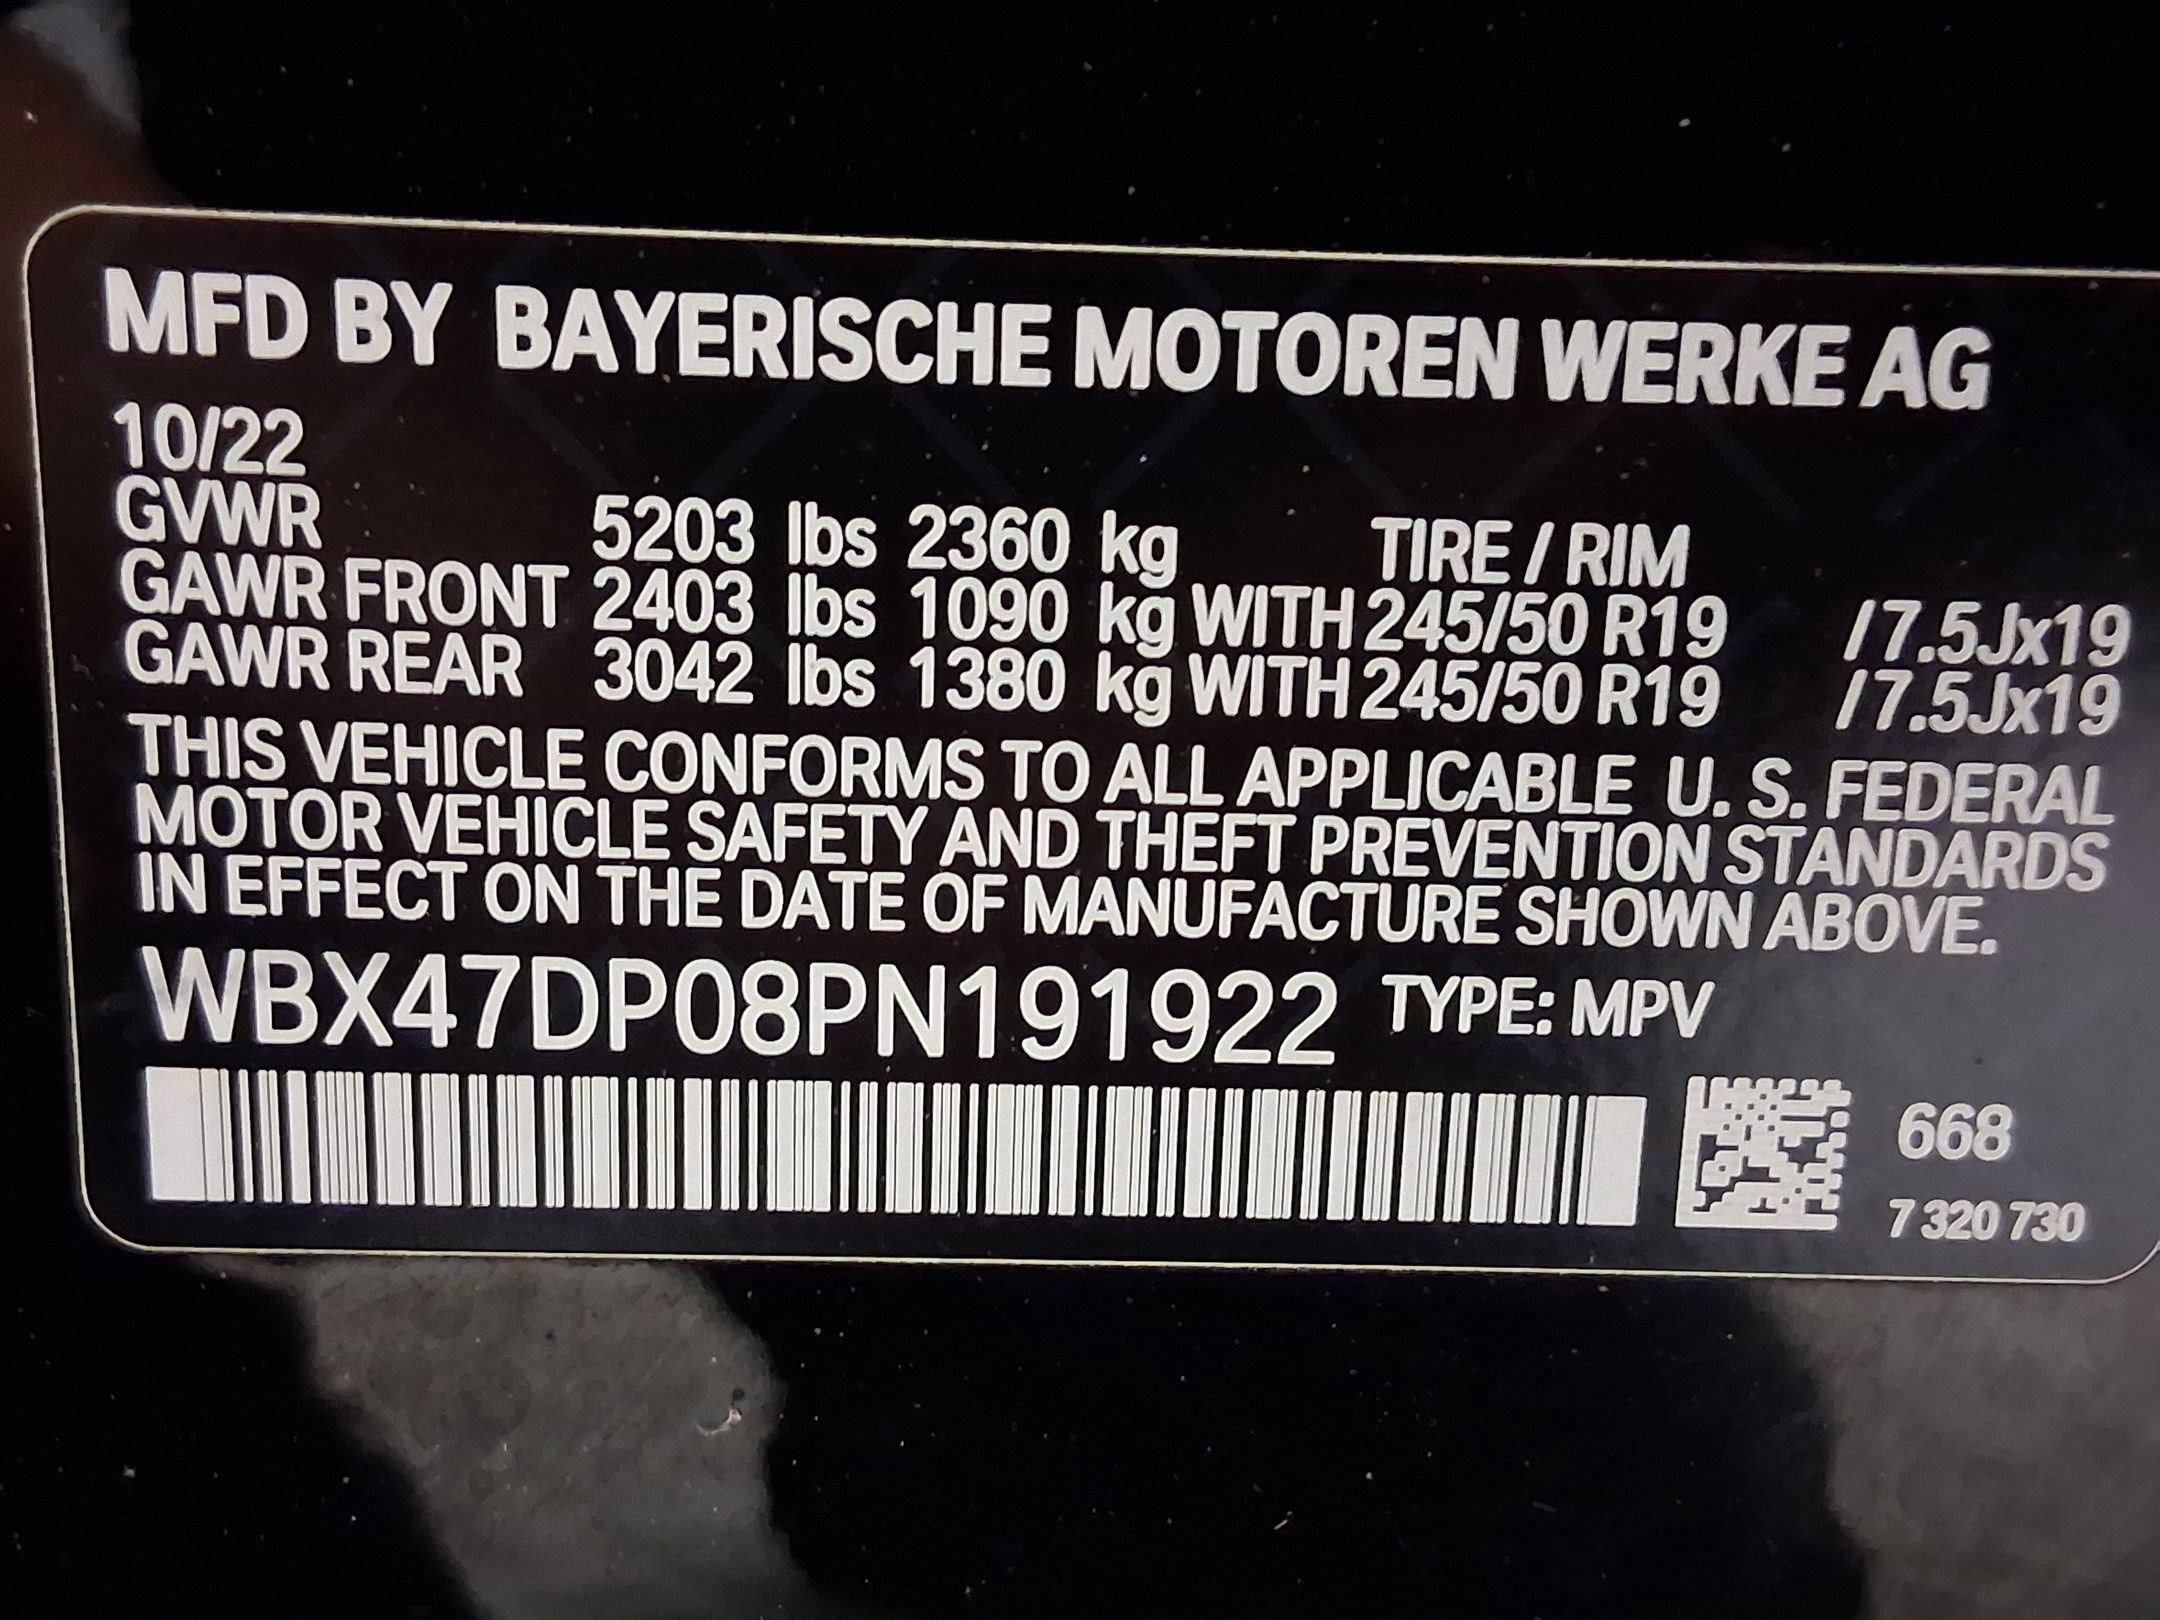 MFD BY BAYERISCHE MOTOREN WERKE AG
10/22
GVWR 5203 lbs 2360 kg TIRE / RIM
GAWR FRONT 2403 lbs 1090 kg WITH 245/50 R19 /7.5Jx19
GAWR REAR 3042 lbs 1380 kg WITH 245/50 R19 /7.5Jx19
THIS VEHICLE CONFORMS TO ALL APPLICABLE U. S. FEDERAL
MOTOR VEHICLE SAFETY AND THEFT PREVENTION STANDARDS
IN EFFECT ON THE DATE OF MANUFACTURE SHOWN ABOVE.
WBX47DP08PN191922 TYPE: MPV
668
7 320 730